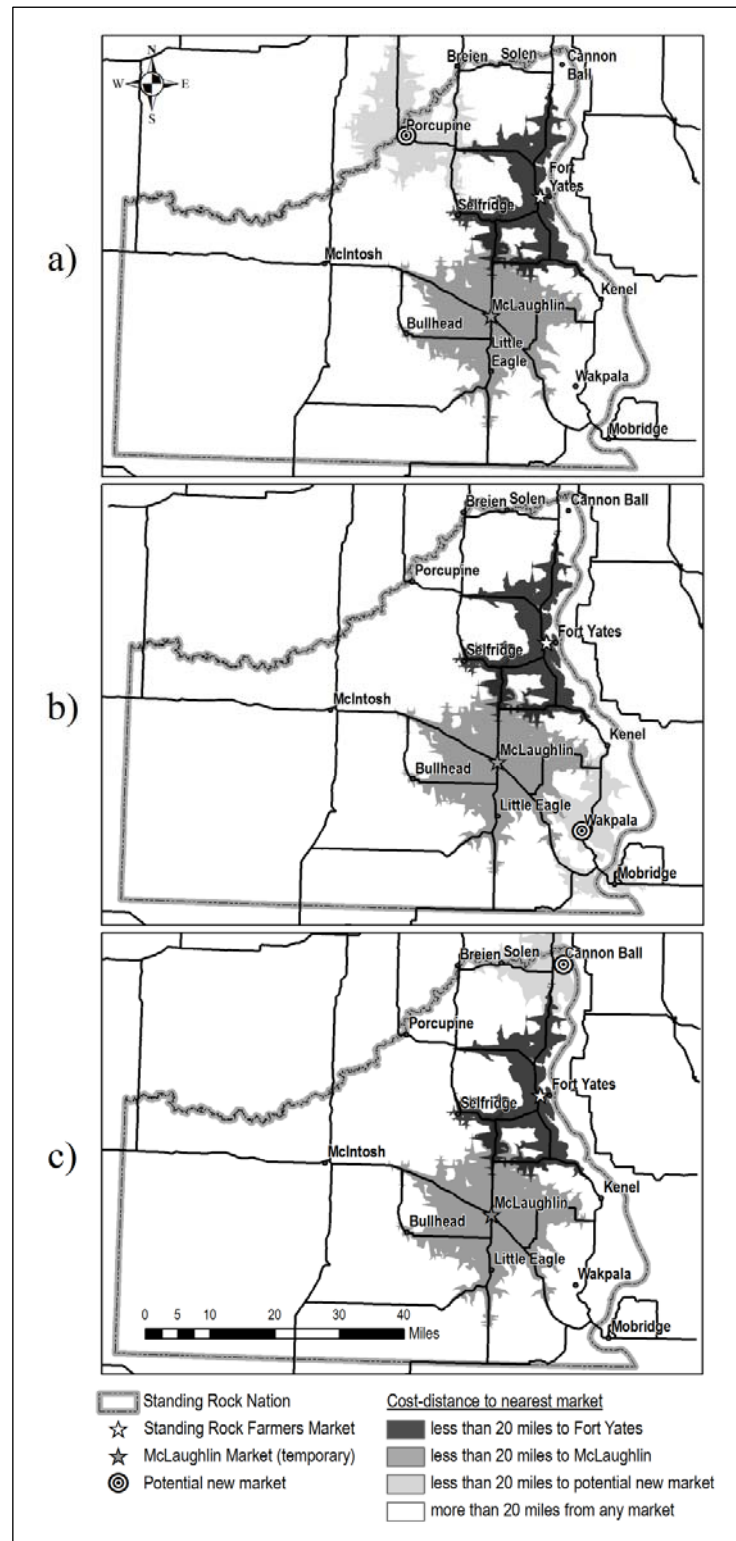 a)
N
W E
S
Breien
Solen
Cannon
Ball
Porcupine
Fort
Yates
Selfridge
McIntosh
Kenel
McLaughlin
Bullhead
Little
Eagle
Wakpala
Mobridge
b)
Breien
Solen
Cannon Ball
Porcupine
Fort Yates
Selfridge
McIntosh
Kenel
McLaughlin
Bullhead
Little Eagle
Wakpala
Mobridge
c)
Breien
Solen
Cannon Ball
Porcupine
Fort Yates
Selfridge
McIntosh
Kenel
McLaughlin
Bullhead
Little Eagle
Wakpala
0 5 10 20 30 40
Miles
Mobridge
Standing Rock Nation
Standing Rock Farmers Market
McLaughlin Market (temporary)
Potential new market
Cost-distance to nearest market
less than 20 miles to Fort Yates
less than 20 miles to McLaughlin
less than 20 miles to potential new market
more than 20 miles from any market